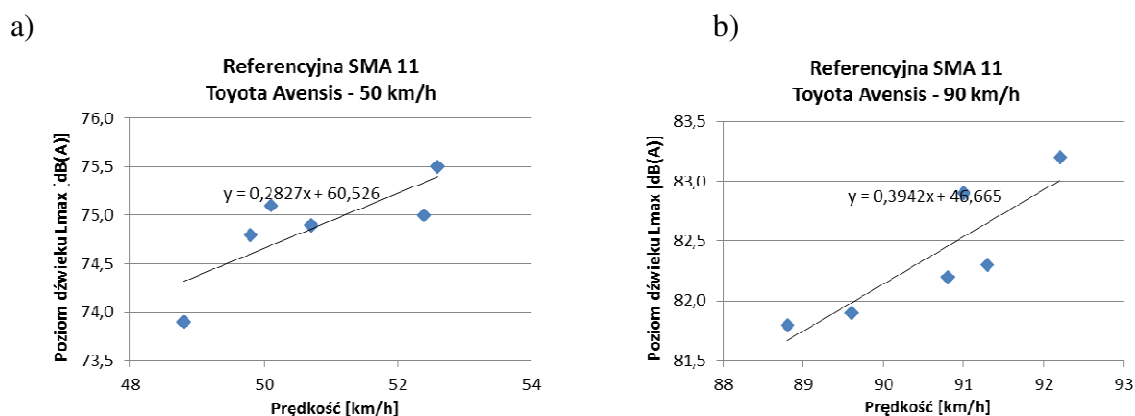 a)
Referencyjna SMA 11
Toyota Avensis - 50 km/h
Poziom dźwieku Lmax [dB(A)]
76,0
75,5
75,0
74,5
74,0
73,5
y = 0,2827x + 60,526
48
50
52
54
Prędkość [km/h]
b)
Referencyjna SMA 11
Toyota Avensis - 90 km/h
Poziom dźwieku Lmax [dB(A)]
83,5
83,0
82,5
82,0
81,5
y = 0,3942x + 46,665
88
89
90
91
92
93
Prędkość [km/h]